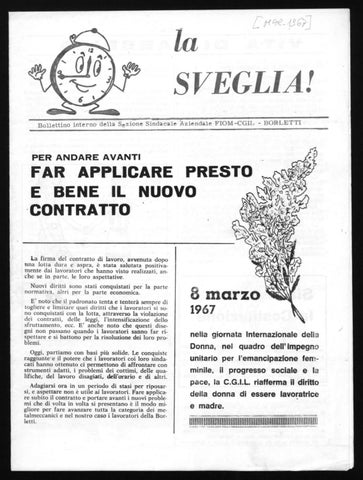 [MAR. 1967]
la
SVEGLIA!
Bollettino interno della Sezione Sindacale Aziendale FIOM-CGIL - BORLETTI
PER ANDARE AVANTI
FAR APPLICARE PRESTO
E BENE IL NUOVO
CONTRATTO
La firma del contratto di lavoro, avvenuta dopo
una lotta dura e aspra, è stata salutata positiva-
mente dai lavoratori che hanno visto realizzati, an-
che se in parte, le loro aspettative.
Nuovi diritti sono stati conquistati per la parte
normativa, altri per la parte economica.
E' noto che il padronato tenta e tenterà sempre di
togliere e limitare quei diritti che i lavoratori si so-
no conquistati con la lotta, attraverso la violazione
dei contratti, delle leggi, l'intensificazione dello
sfruttamento, ecc. E' anche noto che questi dise-
gni non passano quando i lavoratori sanno far ri-
spettare e si battono per la risoluzione dei loro pro-
blemi.
Oggi, partiamo con basi più solide. Le conquiste
raggiunte e il potere che i lavoratori coi loro sinda-
cati hanno ottenuto ci permettono di affrontare con
strumenti adatti, i problemi dei cottimi, delle qua-
lifiche, del lavoro disagiati, dell'orario e di altri.
Adagiarsi ora in un periodo di stasi per riposar-
si, e aspettare non è utile ai lavoratori. Fare applica-
re subito il contratto e portare avanti i nuovi proble-
mi che di volta in volta si presentano è il modo mi-
gliore per fare avanzare tutta la categoria dei me-
talmeccanici e nel nostro caso i lavoratori della Bor-
letti.
8 marzo
1967
nella giornata Internazionale della
Donna, nel quadro dell'impegno
unitario per l'emancipazione fem-
minile, il progresso sociale e la
pace, la C.G.I.L. riafferma il diritto
della donna di essere lavoratrice
e madre.